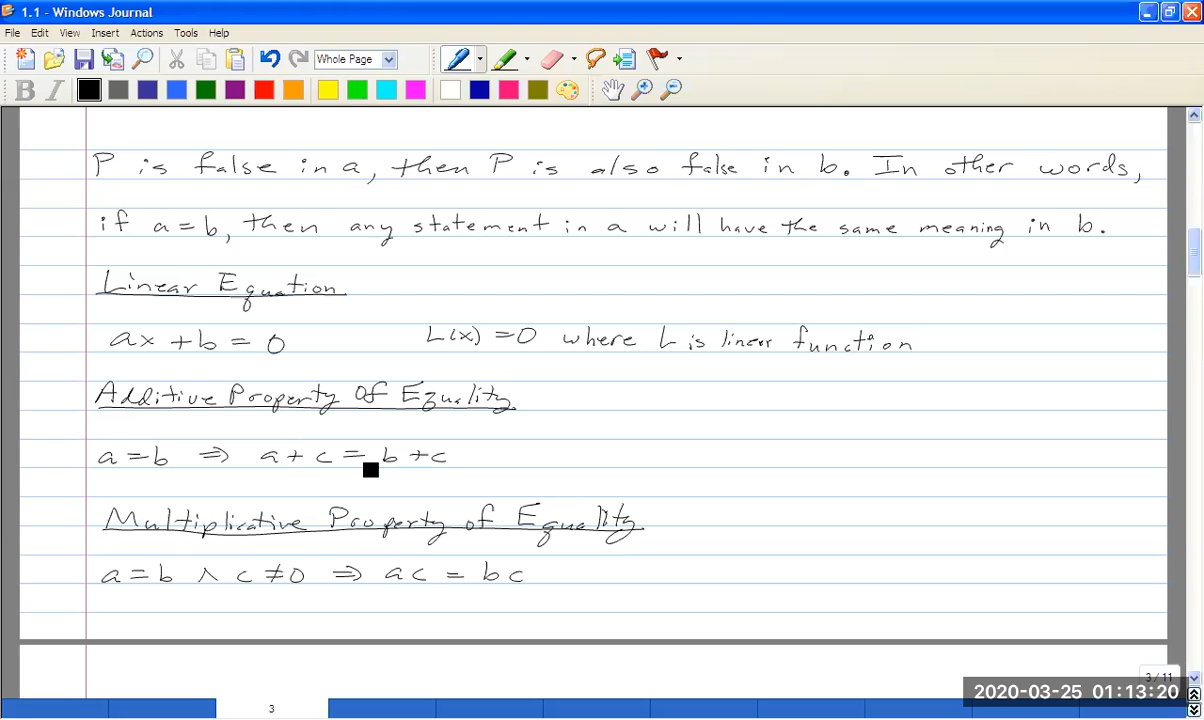 1.1 - Windows Journal
File Edit View Insert Actions Tools Help
Whole Page
B I
P is false in a, then P is also false in b. In other words,
if a = b, then any statement in a will have the same meaning in b.
Linear Equation
ax + b = 0 L(x) = 0 where L is linear function
Additive Property Of Equality
a = b ⇒ a + c = b + c
Multiplicative Property of Equality
a = b ∧ c ≠ 0 ⇒ ac = bc
3 / 11
2020-03-25 01:13:20
3